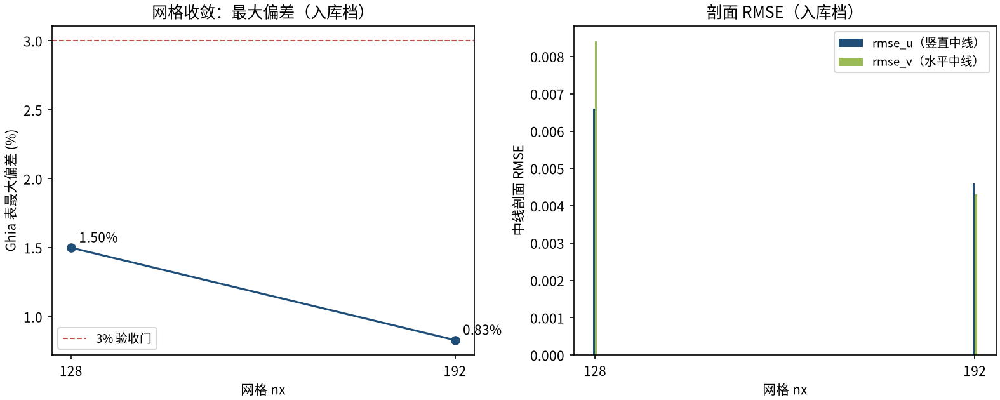 网格收敛：最大偏差（入库档）
Ghia 表最大偏差 (%)
3.0
2.5
2.0
1.5
1.0
1.50%
0.83%
3% 验收门
128
192
网格 nx
剖面 RMSE（入库档）
中线剖面 RMSE
0.008
0.007
0.006
0.005
0.004
0.003
0.002
0.001
0.000
rmse_u（竖直中线）
rmse_v（水平中线）
128
192
网格 nx